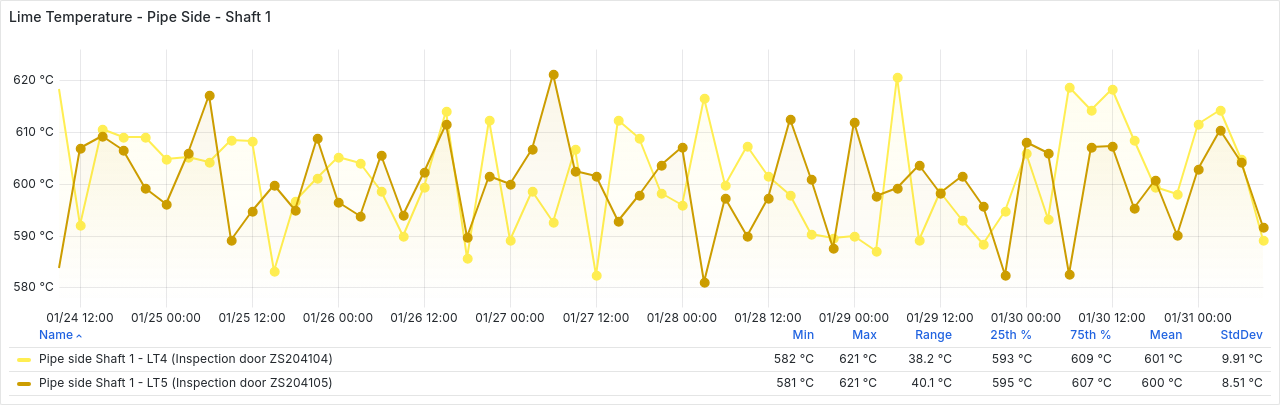 Lime Temperature - Pipe Side - Shaft 1
620 °C
610 °C
600 °C
590 °C
580 °C
01/24 12:00 01/25 00:00 01/25 12:00 01/26 00:00 01/26 12:00 01/27 00:00 01/27 12:00 01/28 00:00 01/28 12:00 01/29 00:00 01/29 12:00 01/30 00:00 01/30 12:00 01/31 00:00
Name Min Max Range 25th % 75th % Mean StdDev
Pipe side Shaft 1 - LT4 (Inspection door ZS204104) 582 °C 621 °C 38.2 °C 593 °C 609 °C 601 °C 9.91 °C
Pipe side Shaft 1 - LT5 (Inspection door ZS204105) 581 °C 621 °C 40.1 °C 595 °C 607 °C 600 °C 8.51 °C